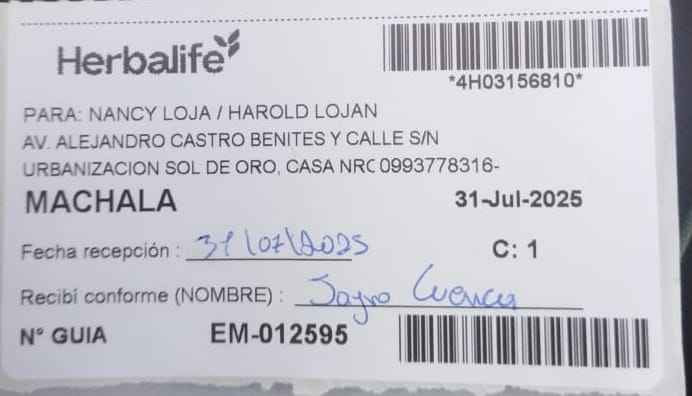 Herbalife
*4H03156810*
PARA: NANCY LOJA / HAROLD LOJAN
AV. ALEJANDRO CASTRO BENITES Y CALLE S/N
URBANIZACION SOL DE ORO, CASA NRC 0993778316-
MACHALA 31-Jul-2025
Fecha recepción : 31/07/2025 C: 1
Recibí conforme (NOMBRE) : Cuenca
N° GUIA EM-012595